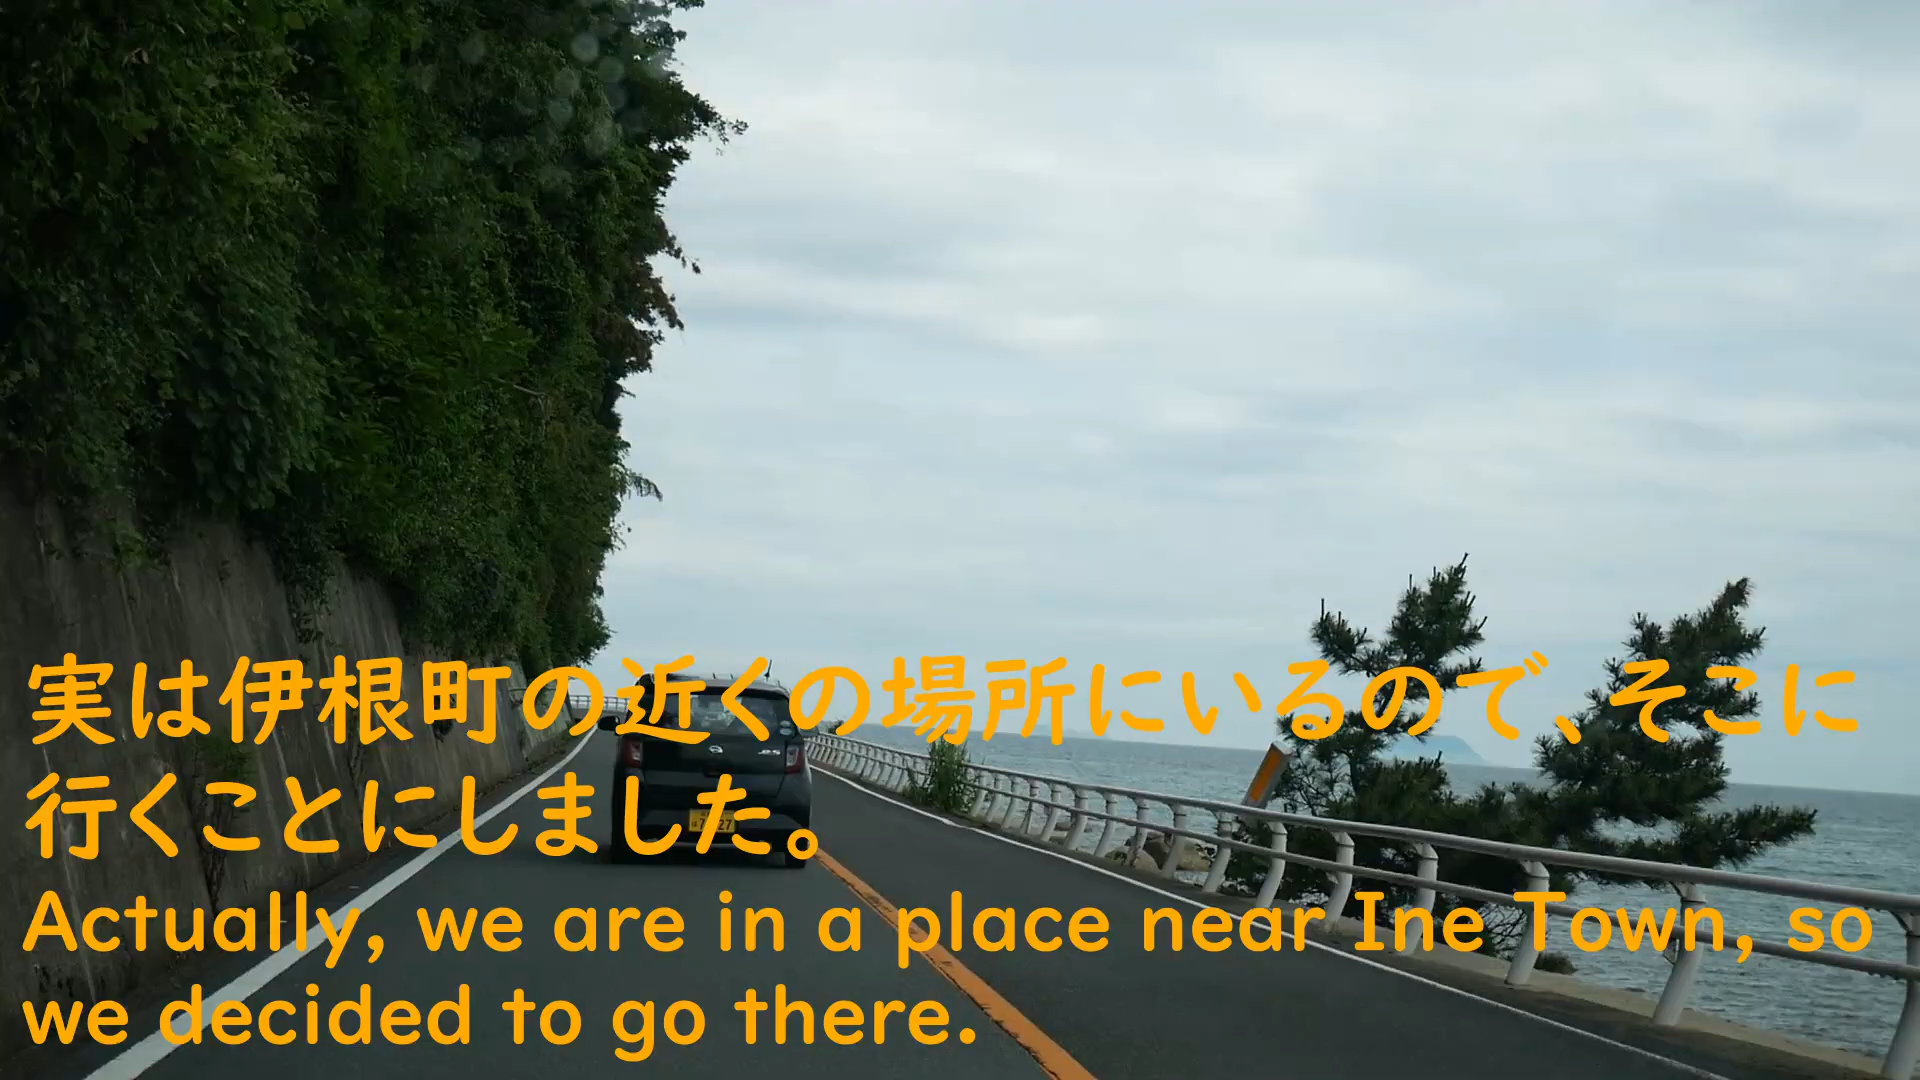 実は伊根町の近くの場所にいるので、そこに
行くことにしました。
Actually, we are in a place near Ine Town, so
we decided to go there.